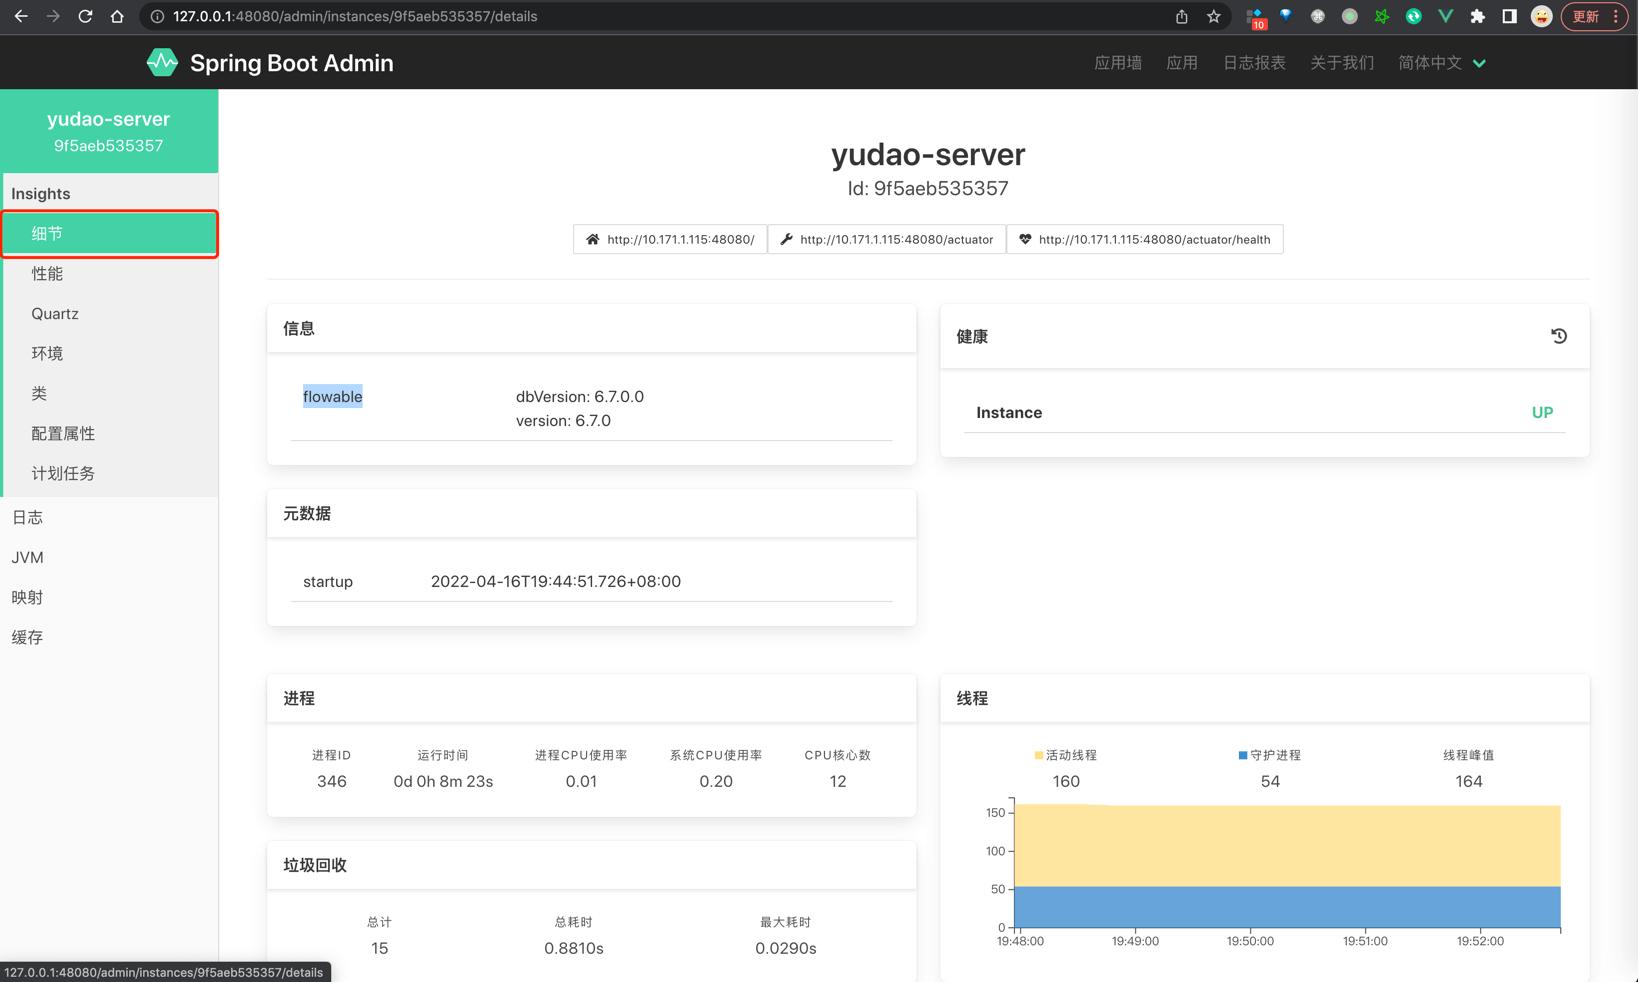 127.0.0.1:48080/admin/instances/9f5aeb535357/details
10
更新
Spring Boot Admin
应用墙
应用
日志报表
关于我们
简体中文
yudao-server
9f5aeb535357
Insights
细节
性能
Quartz
环境
类
配置属性
计划任务
日志
JVM
映射
缓存
yudao-server
Id: 9f5aeb535357
http://10.171.1.115:48080/
http://10.171.1.115:48080/actuator
http://10.171.1.115:48080/actuator/health
信息
flowable
dbVersion: 6.7.0.0
version: 6.7.0
健康
Instance
UP
元数据
startup
2022-04-16T19:44:51.726+08:00
进程
进程ID 运行时间 进程CPU使用率 系统CPU使用率 CPU核心数
346 0d 0h 8m 23s 0.01 0.20 12
线程
活动线程 守护进程 线程峰值
160 54 164
150
100
50
0
19:48:00 19:49:00 19:50:00 19:51:00 19:52:00
垃圾回收
总计 总耗时 最大耗时
15 0.8810s 0.0290s
127.0.0.1:48080/admin/instances/9f5aeb535357/details